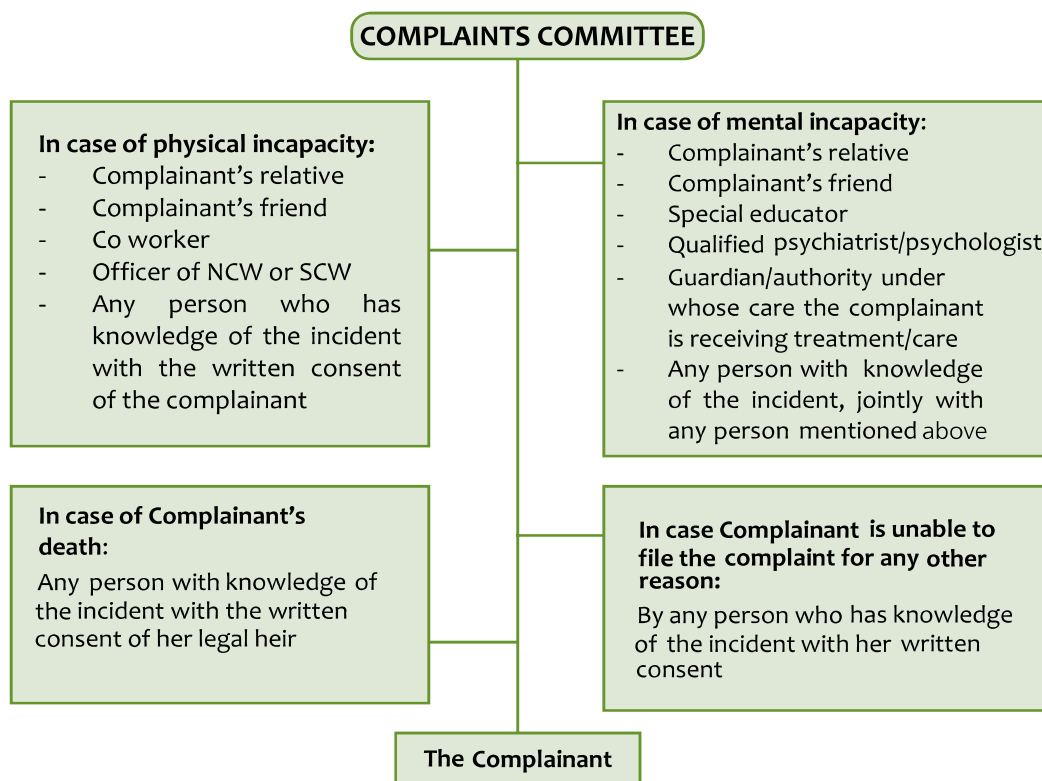 COMPLAINTS COMMITTEE
In case of physical incapacity:
- Complainant's relative
- Complainant's friend
- Co worker
- Officer of NCW or SCW
- Any person who has
knowledge of the incident
with the written consent
of the complainant
In case of mental incapacity:
- Complainant's relative
- Complainant's friend
- Special educator
- Qualified psychiatrist/psychologist
- Guardian/authority under
whose care the complainant
is receiving treatment/care
- Any person with knowledge
of the incident, jointly with
any person mentioned above
In case of Complainant's
death:
Any person with knowledge of
the incident with the written
consent of her legal heir
In case Complainant is unable to
file the complaint for any other
reason:
By any person who has knowledge
of the incident with her written
consent
The Complainant